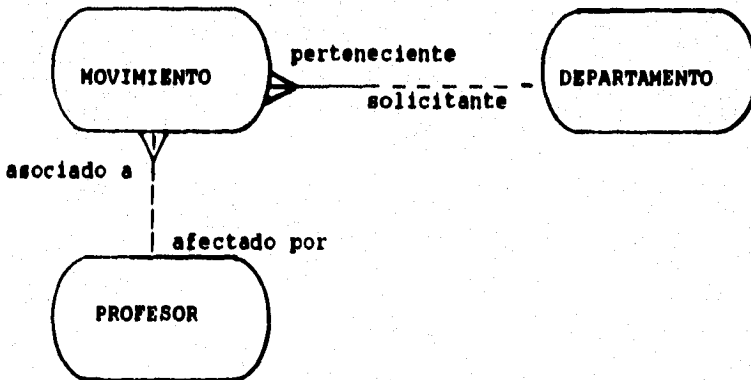 perteneciente
MOVIMIENTO
DEPARTAMENTO
solicitante
asociado a
afectado por
PROFESOR